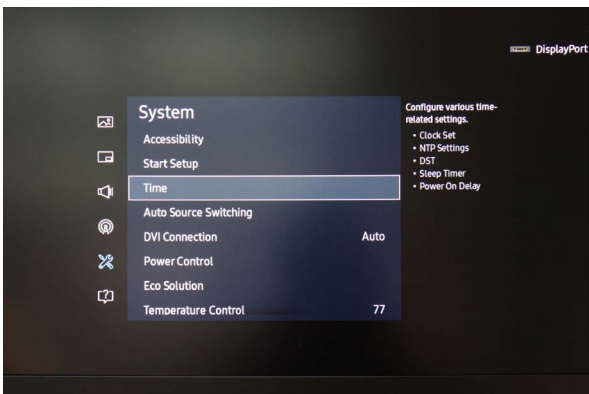 DisplayPort
System
Accessibility
Start Setup
Time
Auto Source Switching
DVI Connection Auto
Power Control
Eco Solution
Temperature Control 77
Configure various time-
related settings.
• Clock Set
• NTP Settings
• DST
• Sleep Timer
• Power On Delay